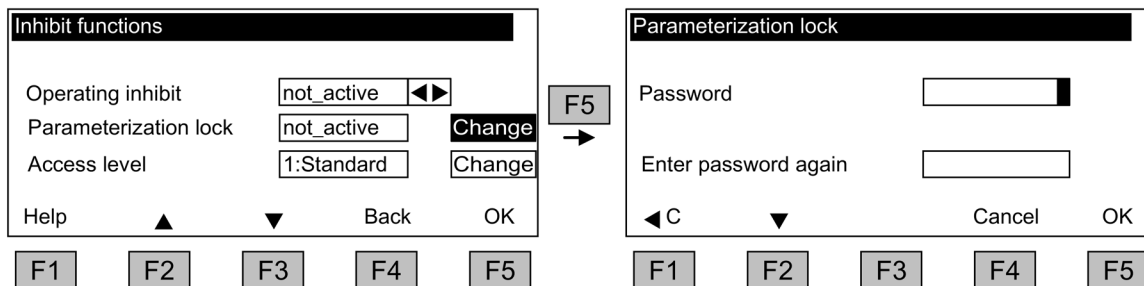 Inhibit functions
Operating inhibit not_active ◀▶
Parameterization lock not_active Change
Access level 1:Standard Change
Help ▲ ▼ Back OK
F1 F2 F3 F4 F5
F5
→
Parameterization lock
Password
Enter password again
◀ C ▼ Cancel OK
F1 F2 F3 F4 F5